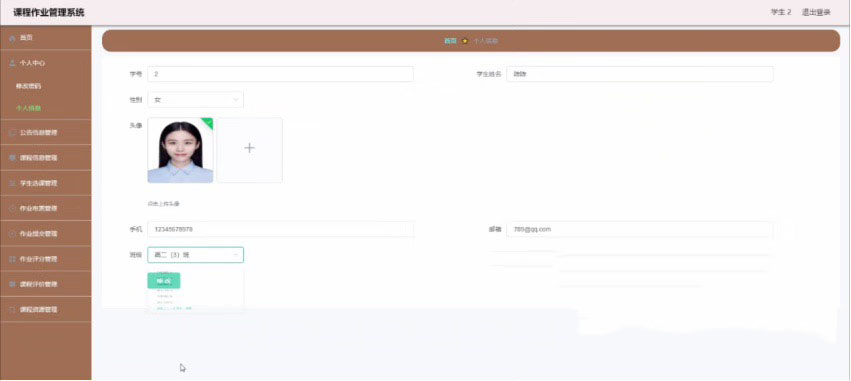 课程作业管理系统
学生 2 退出登录
首页
个人中心
修改密码
个人信息
公告信息管理
课程信息管理
学生选课管理
作业布置管理
作业提交管理
作业评分管理
课程评价管理
课程资源管理
首页 个人信息
学号 2 学生姓名
性别 女
头像
点击上传头像
手机 12345678978 邮箱 789@qq.com
班级 高二（3）班